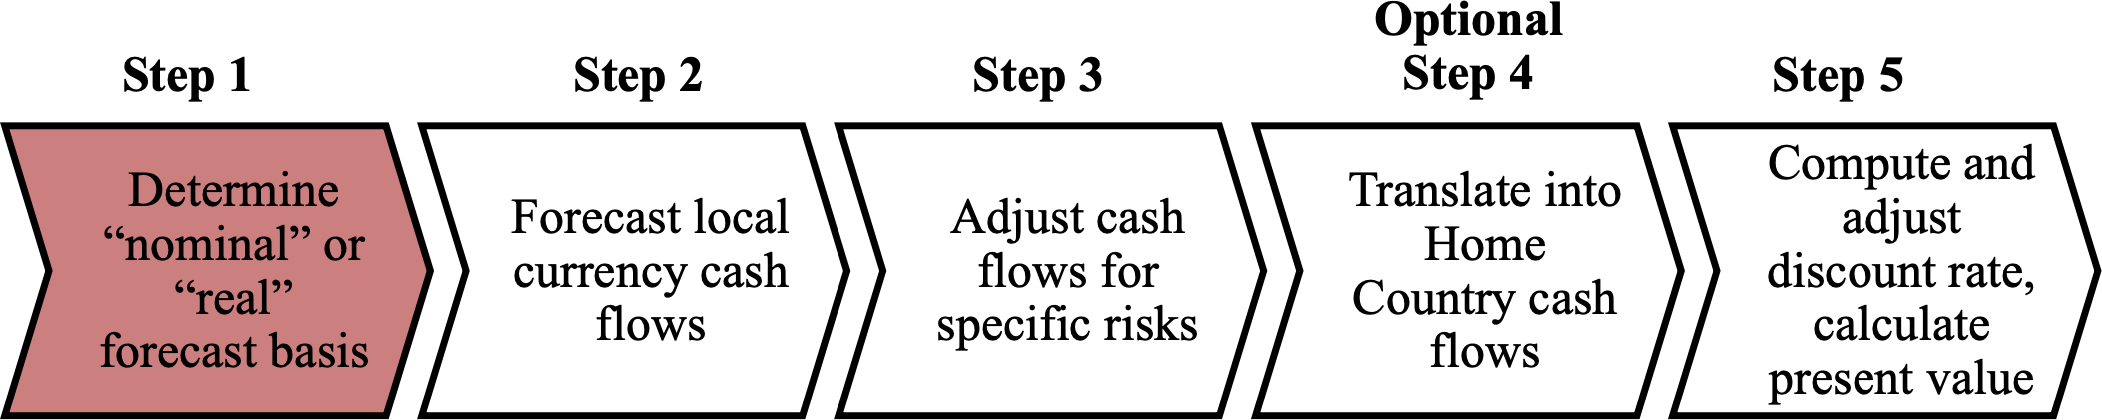 Step 1
Determine
“nominal” or
“real”
forecast basis
Step 2
Forecast local
currency cash
flows
Step 3
Adjust cash
flows for
specific risks
Optional
Step 4
Translate into
Home
Country cash
flows
Step 5
Compute and
adjust
discount rate,
calculate
present value